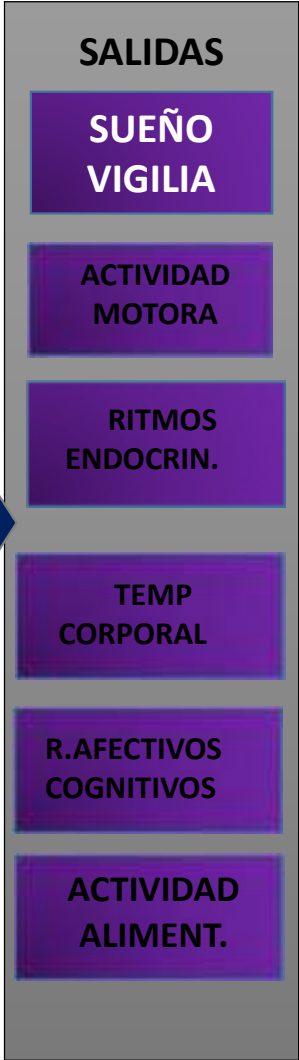 SALIDAS
SUEÑO
VIGILIA
ACTIVIDAD
MOTORA
RITMOS
ENDOCRIN.
TEMP
CORPORAL
R.AFECTIVOS
COGNITIVOS
ACTIVIDAD
ALIMENT.